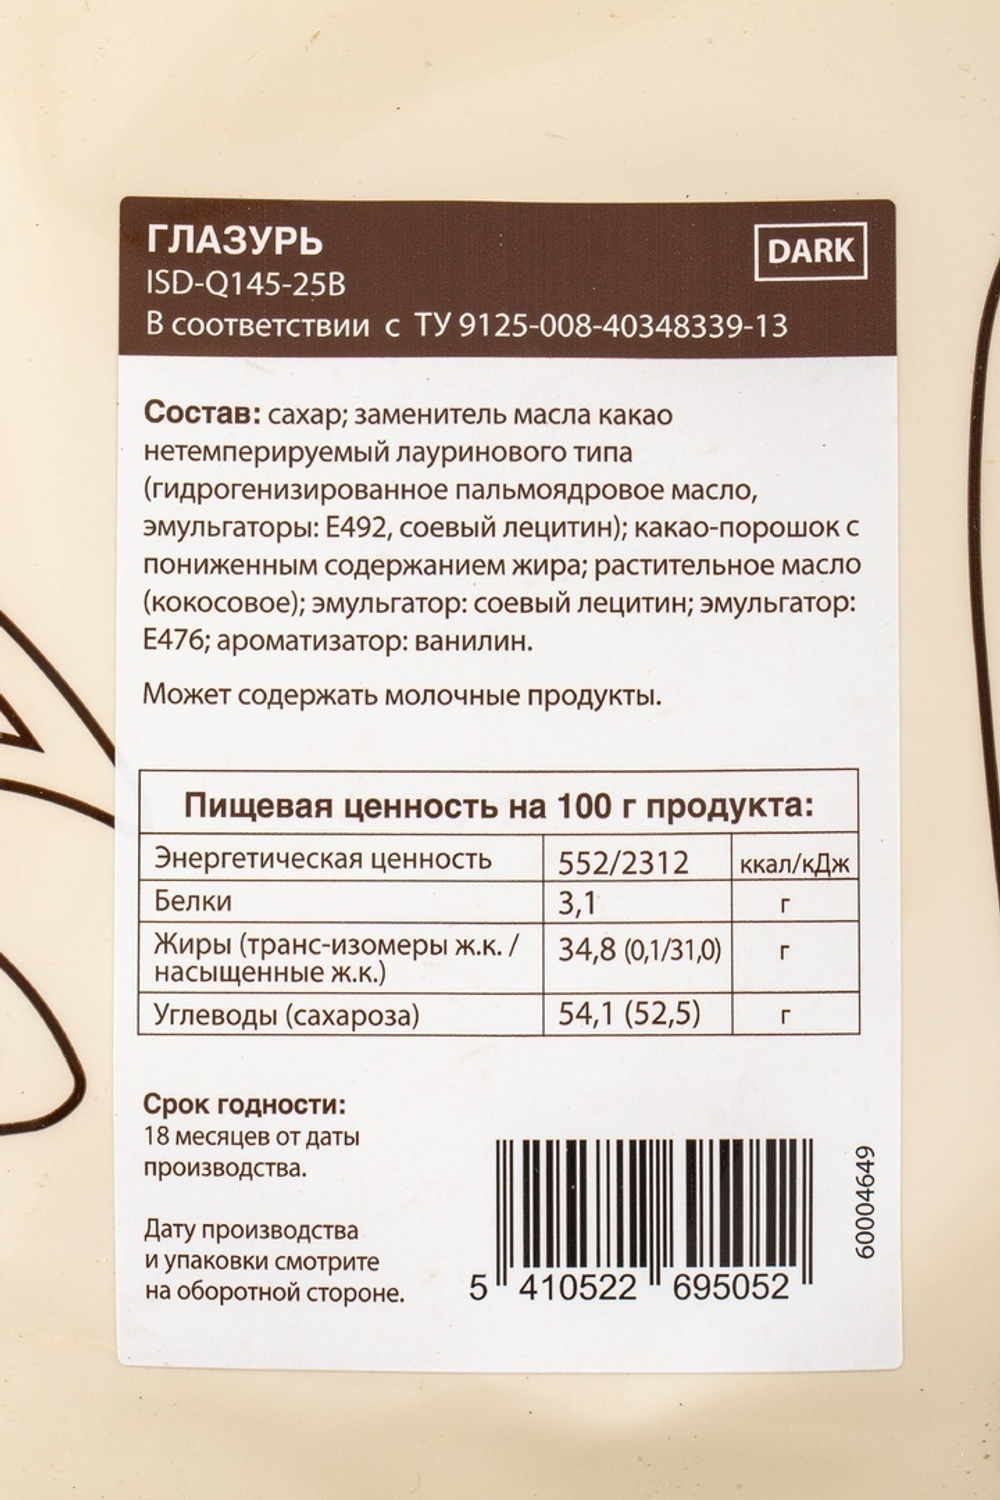 ГЛАЗУРЬ
DARK
ISD-Q145-25B
В соответствии с ТУ 9125-008-40348339-13
Состав: сахар; заменитель масла какао
нетемперируемый лауринового типа
(гидрогенизированное пальмоядровое масло,
эмульгаторы: Е492, соевый лецитин); какао-порошок с
пониженным содержанием жира; растительное масло
(кокосовое); эмульгатор: соевый лецитин; эмульгатор:
Е476; ароматизатор: ванилин.
Может содержать молочные продукты.
Пищевая ценность на 100 г продукта:
Энергетическая ценность 552/2312 ккал/кДж
Белки 3,1 г
Жиры (транс-изомеры ж.к. / 34,8 (0,1/31,0) г
насыщенные ж.к.)
Углеводы (сахароза) 54,1 (52,5) г
Срок годности:
18 месяцев от даты
производства.
Дату производства
и упаковки смотрите
на оборотной стороне.
5 410522 695052
60004649